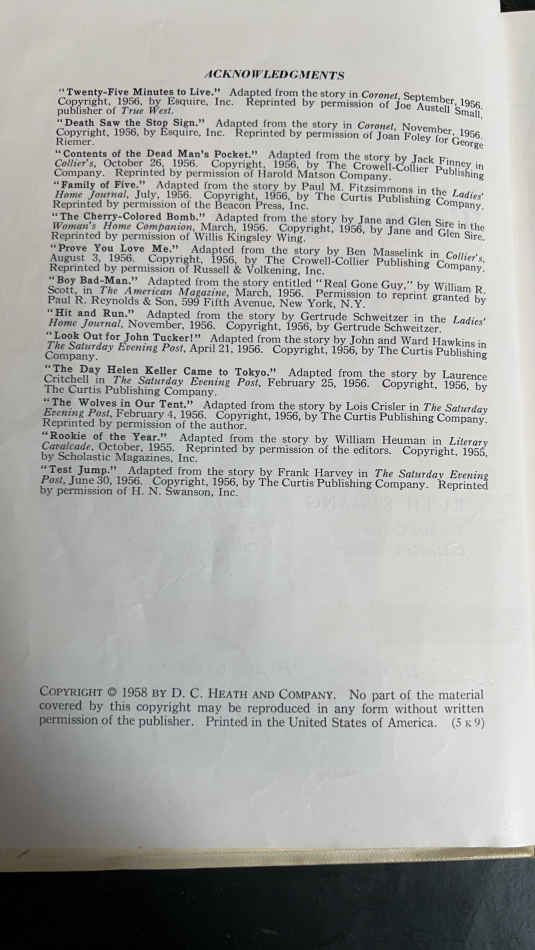 ACKNOWLEDGMENTS
"Twenty-Five Minutes to Live." Adapted from the story in Coronet, September, 1956.
Copyright, 1956, by Esquire, Inc. Reprinted by permission of Joe Austell Small,
publisher of True West.
"Death Saw the Stop Sign." Adapted from the story in Coronet, November, 1956.
Copyright, 1956, by Esquire, Inc. Reprinted by permission of Joan Foley for George
Riemer.
"Contents of the Dead Man's Pocket." Adapted from the story by Jack Finney in
Collier's, October 26, 1956. Copyright, 1956, by The Crowell-Collier Publishing
Company. Reprinted by permission of Harold Matson Company.
"Family of Five." Adapted from the story by Paul M. Fitzsimmons in the Ladies'
Home Journal, July, 1956. Copyright, 1956, by The Curtis Publishing Company.
Reprinted by permission of the Beacon Press, Inc.
"The Cherry-Colored Bomb." Adapted from the story by Jane and Glen Sire in the
Woman's Home Companion, March, 1956. Copyright, 1956, by Jane and Glen Sire.
Reprinted by permission of Willis Kingsley Wing.
"Prove You Love Me." Adapted from the story by Ben Masselink in Collier's,
August 3, 1956. Copyright, 1956, by The Crowell-Collier Publishing Company.
Reprinted by permission of Russell & Volkening, Inc.
"Boy Bad-Man." Adapted from the story entitled "Real Gone Guy," by William R.
Scott, in The American Magazine, March, 1956. Permission to reprint granted by
Paul R. Reynolds & Son, 599 Fifth Avenue, New York, N.Y.
"Hit and Run." Adapted from the story by Gertrude Schweitzer in the Ladies'
Home Journal, November, 1956. Copyright, 1956, by Gertrude Schweitzer.
"Look Out for John Tucker!" Adapted from the story by John and Ward Hawkins in
The Saturday Evening Post, April 21, 1956. Copyright, 1956, by The Curtis Publishing
Company.
"The Day Helen Keller Came to Tokyo." Adapted from the story by Laurence
Critchell in The Saturday Evening Post, February 25, 1956. Copyright, 1956, by
The Curtis Publishing Company.
"The Wolves in Our Tent." Adapted from the story by Lois Crisler in The Saturday
Evening Post, February 4, 1956. Copyright, 1956, by The Curtis Publishing Company.
Reprinted by permission of the author.
"Rookie of the Year." Adapted from the story by William Heuman in Literary
Cavalcade, October, 1955. Reprinted by permission of the editors. Copyright, 1955,
by Scholastic Magazines, Inc.
"Test Jump." Adapted from the story by Frank Harvey in The Saturday Evening
Post, June 30, 1956. Copyright, 1956, by The Curtis Publishing Company. Reprinted
by permission of H. N. Swanson, Inc.
COPYRIGHT © 1958 BY D. C. HEATH AND COMPANY. No part of the material
covered by this copyright may be reproduced in any form without written
permission of the publisher. Printed in the United States of America. (5 K 9)